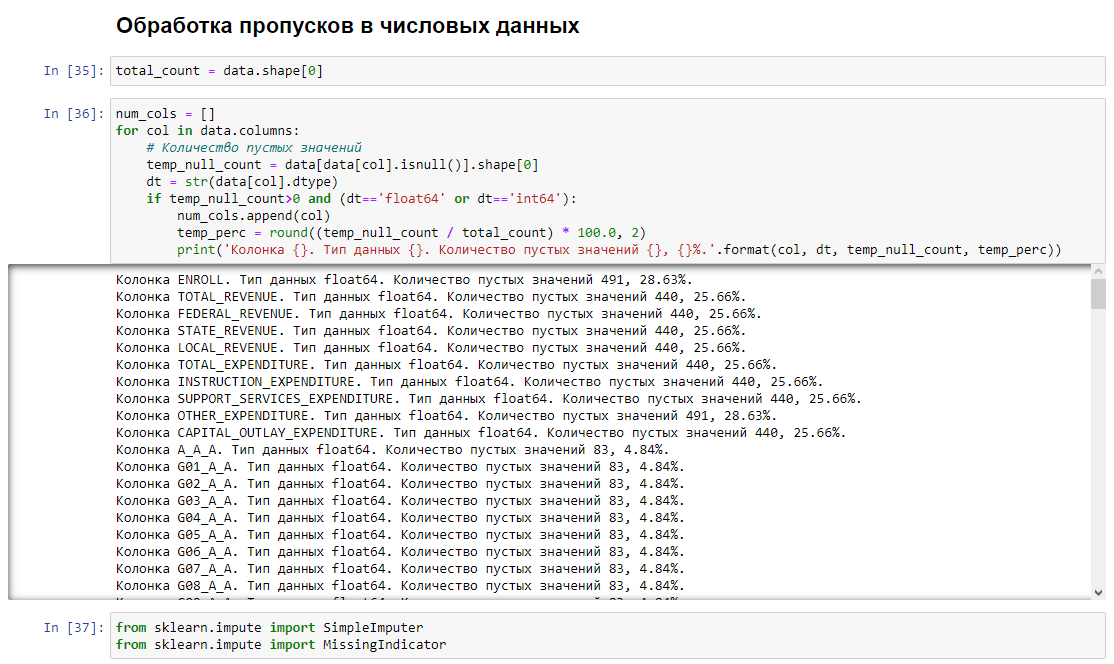 Обработка пропусков в числовых данных
In [35]: total_count = data.shape[0]
In [36]: num_cols = []
for col in data.columns:
    # Количество пустых значений
    temp_null_count = data[data[col].isnull()].shape[0]
    dt = str(data[col].dtype)
    if temp_null_count>0 and (dt=='float64' or dt=='int64'):
        num_cols.append(col)
        temp_perc = round((temp_null_count / total_count) * 100.0, 2)
        print('Колонка {}. Тип данных {}. Количество пустых значений {}, {}%.'.format(col, dt, temp_null_count, temp_perc))
Колонка ENROLL. Тип данных float64. Количество пустых значений 491, 28.63%.
Колонка TOTAL_REVENUE. Тип данных float64. Количество пустых значений 440, 25.66%.
Колонка FEDERAL_REVENUE. Тип данных float64. Количество пустых значений 440, 25.66%.
Колонка STATE_REVENUE. Тип данных float64. Количество пустых значений 440, 25.66%.
Колонка LOCAL_REVENUE. Тип данных float64. Количество пустых значений 440, 25.66%.
Колонка TOTAL_EXPENDITURE. Тип данных float64. Количество пустых значений 440, 25.66%.
Колонка INSTRUCTION_EXPENDITURE. Тип данных float64. Количество пустых значений 440, 25.66%.
Колонка SUPPORT_SERVICES_EXPENDITURE. Тип данных float64. Количество пустых значений 440, 25.66%.
Колонка OTHER_EXPENDITURE. Тип данных float64. Количество пустых значений 491, 28.63%.
Колонка CAPITAL_OUTLAY_EXPENDITURE. Тип данных float64. Количество пустых значений 440, 25.66%.
Колонка A_A_A. Тип данных float64. Количество пустых значений 83, 4.84%.
Колонка G01_A_A. Тип данных float64. Количество пустых значений 83, 4.84%.
Колонка G02_A_A. Тип данных float64. Количество пустых значений 83, 4.84%.
Колонка G03_A_A. Тип данных float64. Количество пустых значений 83, 4.84%.
Колонка G04_A_A. Тип данных float64. Количество пустых значений 83, 4.84%.
Колонка G05_A_A. Тип данных float64. Количество пустых значений 83, 4.84%.
Колонка G06_A_A. Тип данных float64. Количество пустых значений 83, 4.84%.
Колонка G07_A_A. Тип данных float64. Количество пустых значений 83, 4.84%.
Колонка G08_A_A. Тип данных float64. Количество пустых значений 83, 4.84%.
In [37]: from sklearn.impute import SimpleImputer
from sklearn.impute import MissingIndicator